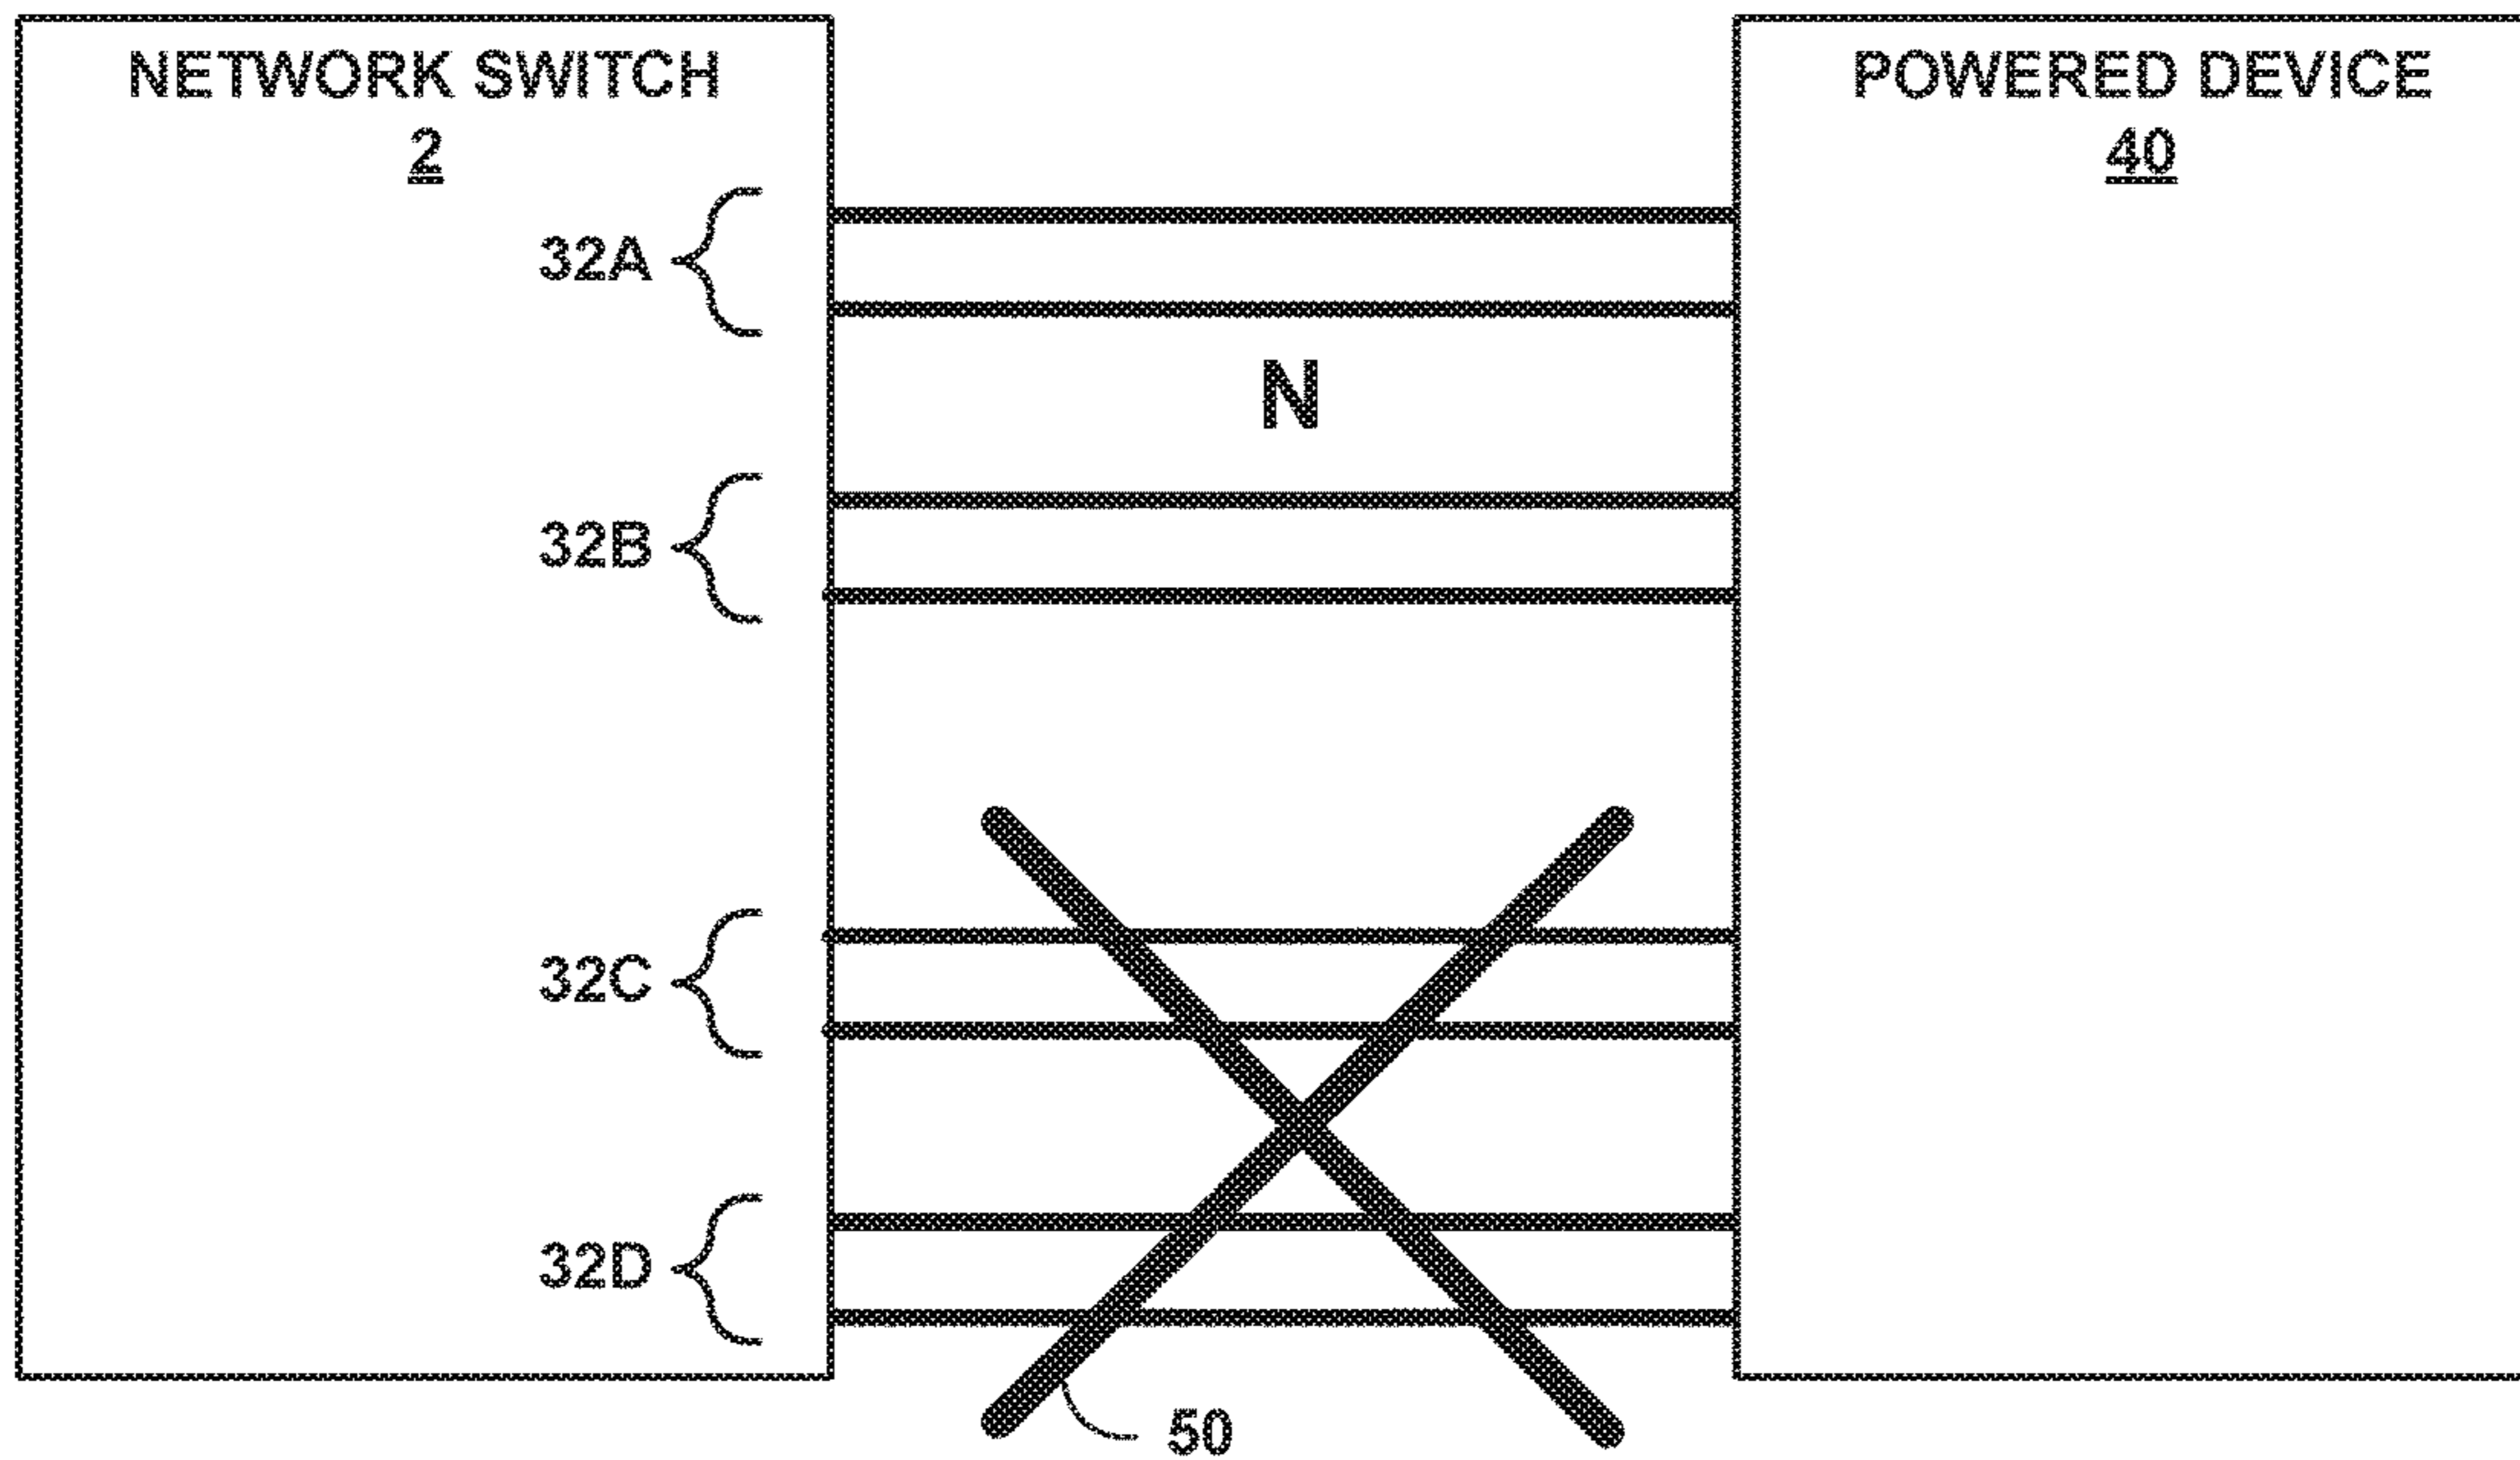 NETWORK SWITCH
2
POWERED DEVICE
40
32A
N
32B
32C
32D
50